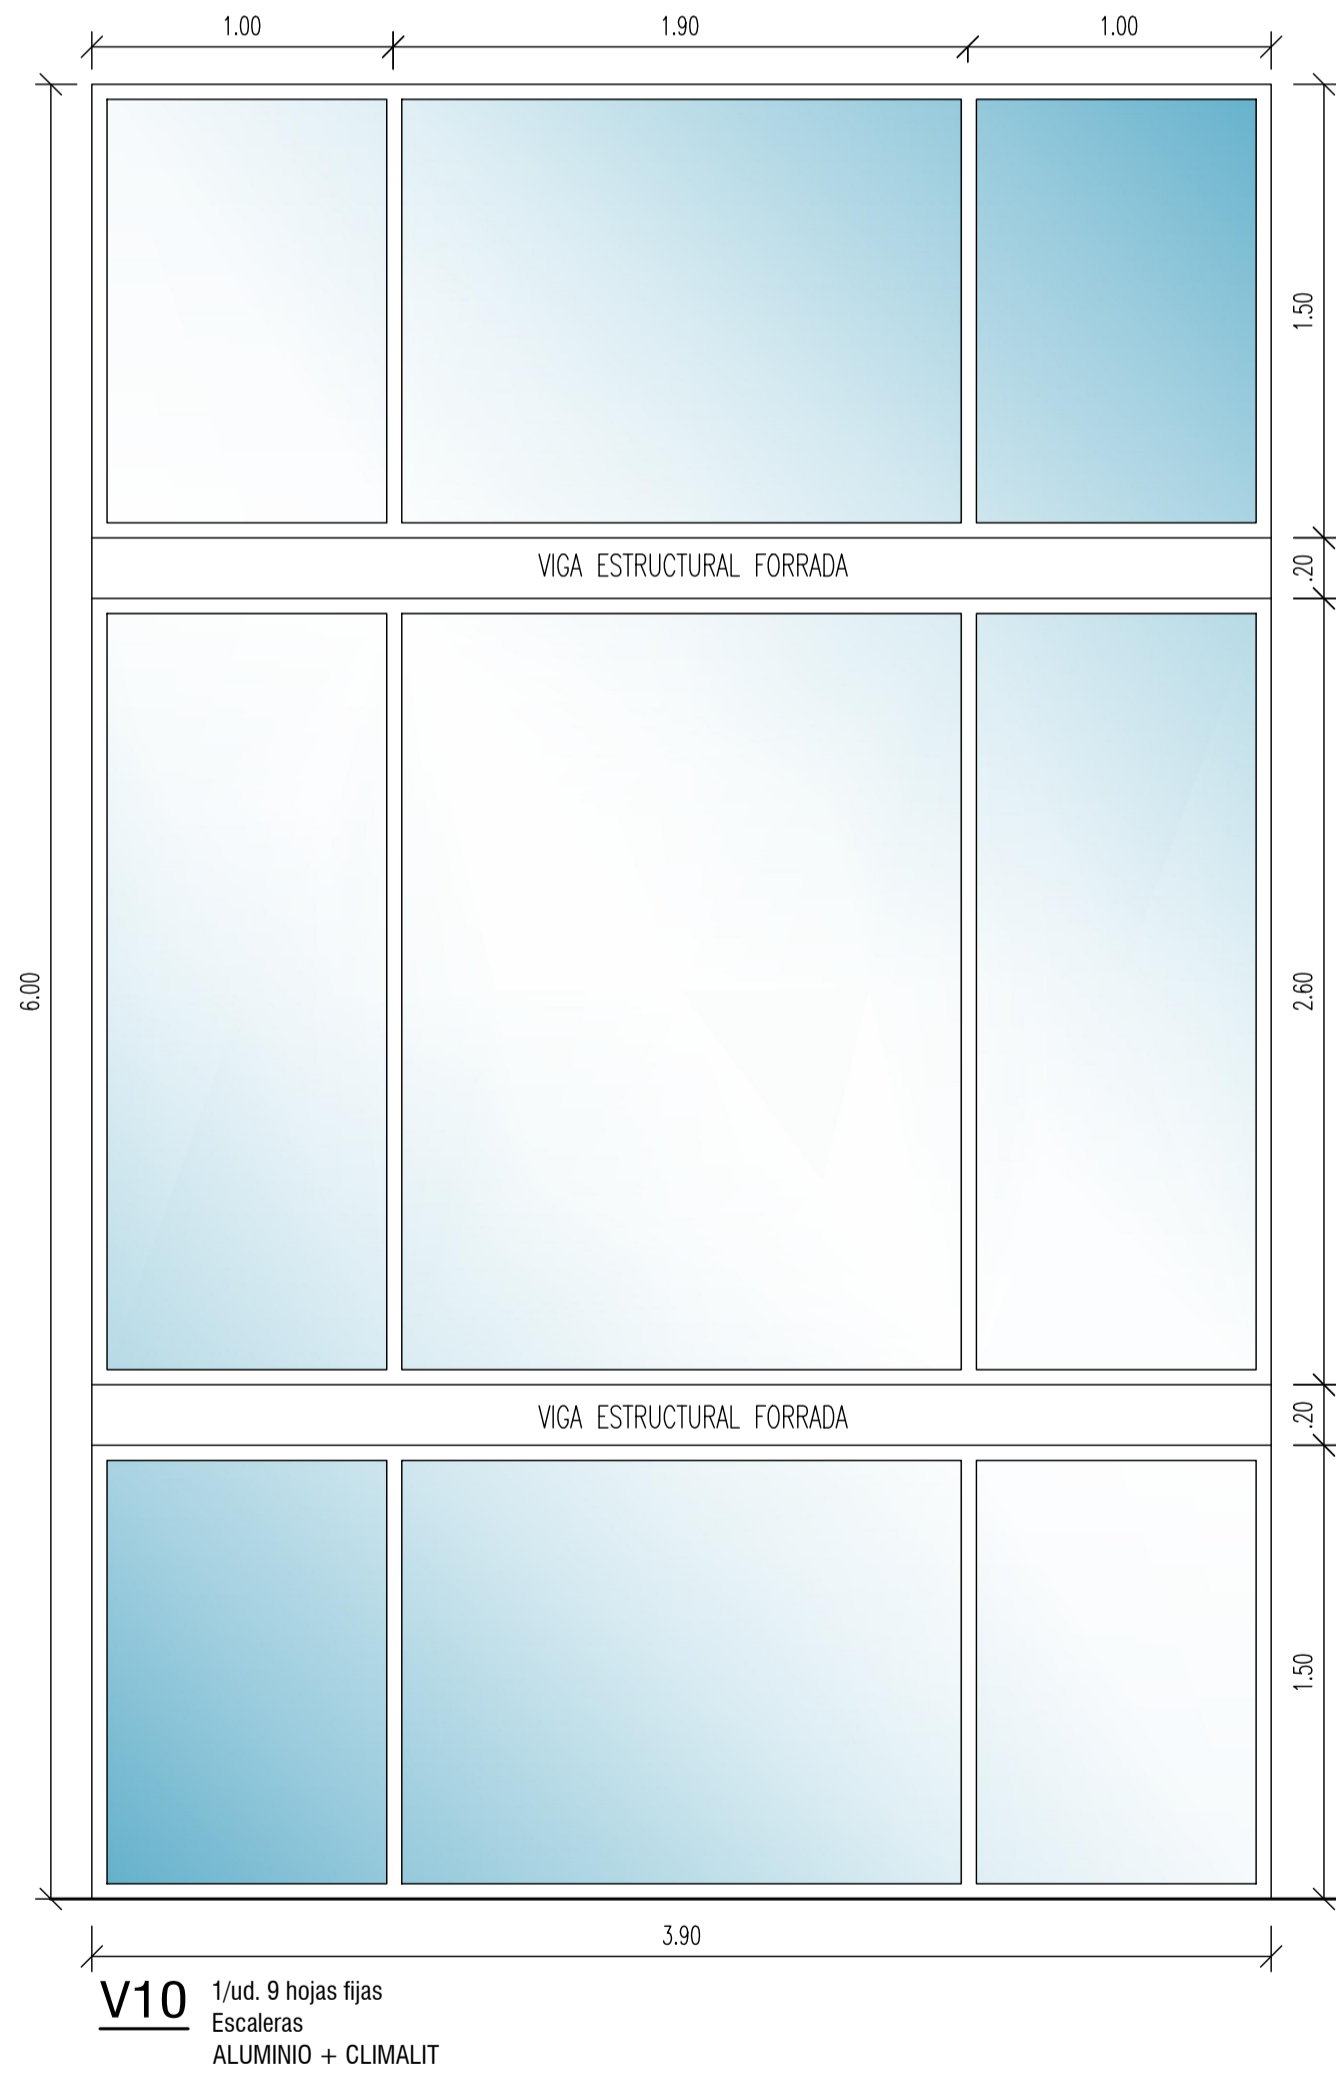 1.00
1.90
1.00
1.50
.20
VIGA ESTRUCTURAL FORRADA
6.00
2.60
VIGA ESTRUCTURAL FORRADA
.20
1.50
3.90
V10
1/ud. 9 hojas fijas
Escaleras
ALUMINIO + CLIMALIT